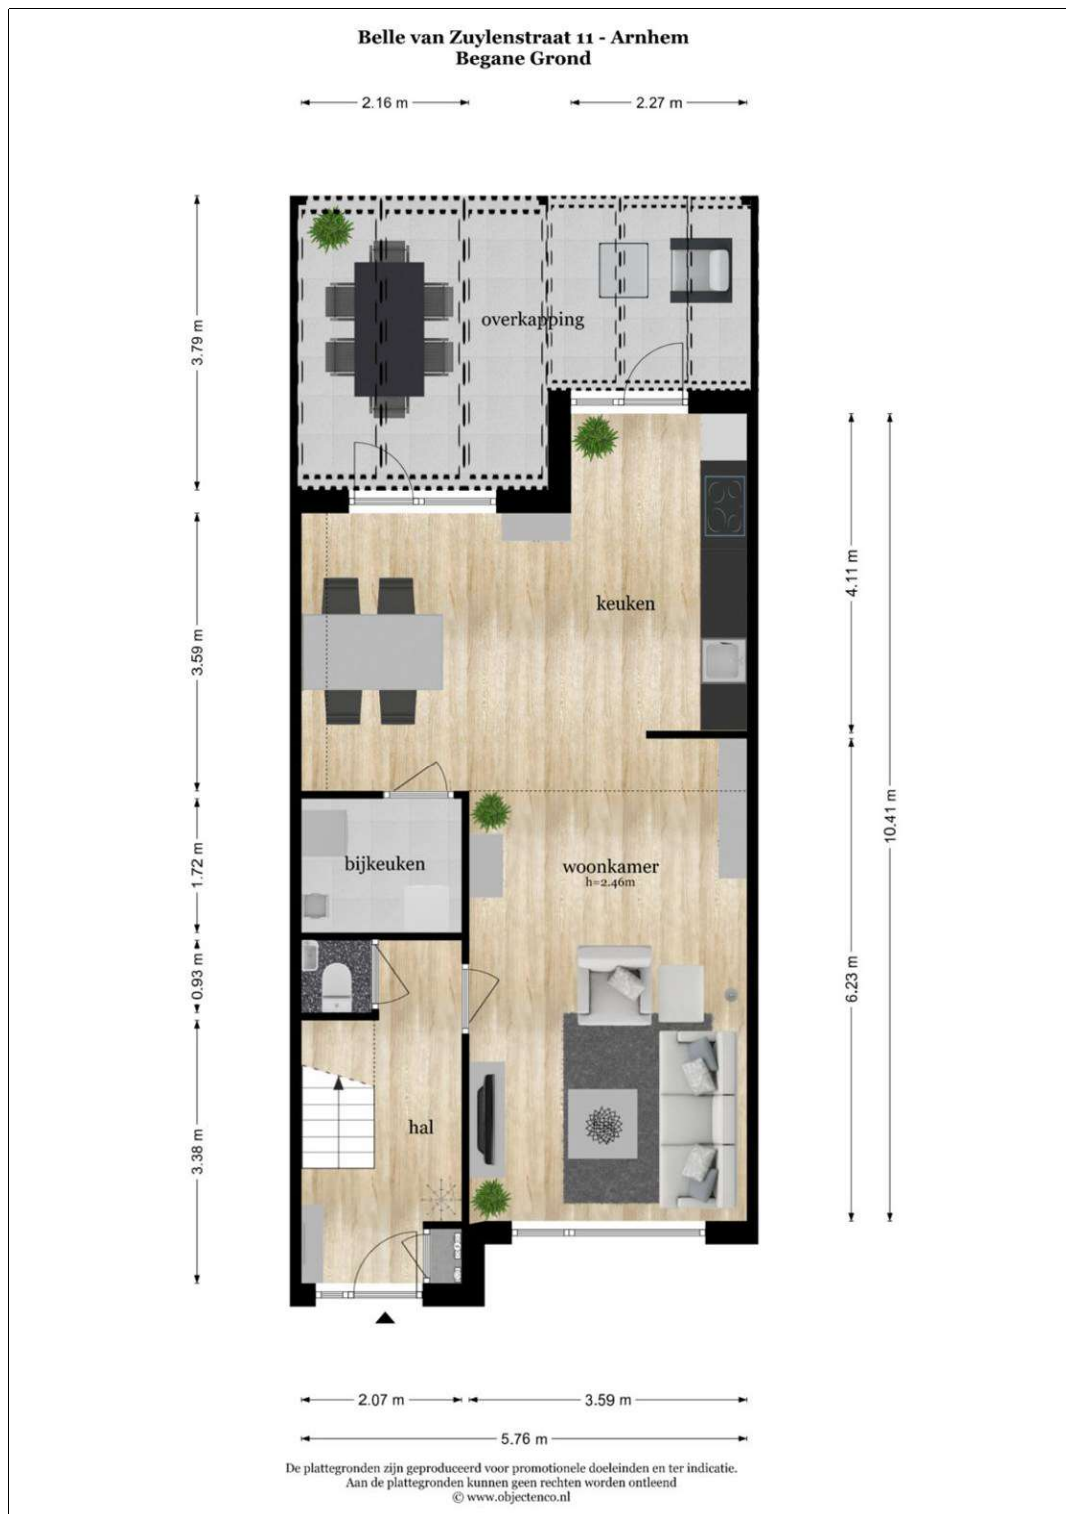 Belle van Zuylenstraat 11 - Arnhem
Begane Grond
2.16 m
2.27 m
3.79 m
overkapping
keuken
4.11 m
3.59 m
10.41 m
bijkeuken
1.72 m
woonkamer
h=2.46m
0.93 m
6.23 m
hal
3.38 m
2.07 m
3.59 m
5.76 m
De plattegronden zijn geproduceerd voor promotionele doeleinden en ter indicatie.
Aan de plattegronden kunnen geen rechten worden ontleend
© www.objectenco.nl